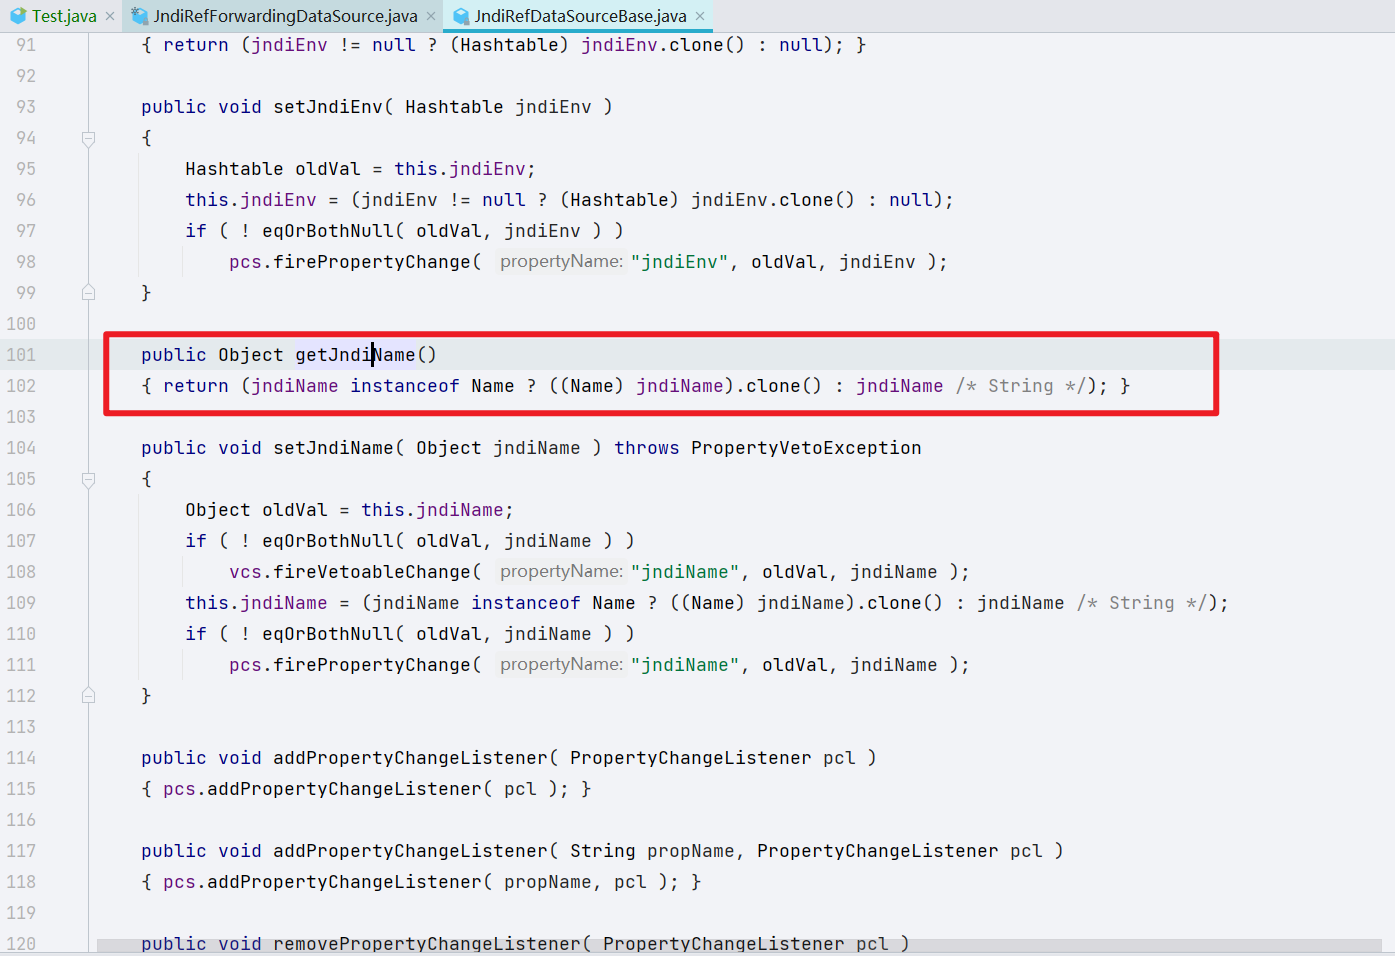 Test.java × JndiRefForwardingDataSource.java × JndiRefDataSourceBase.java ×
91 { return (jndiEnv != null ? (Hashtable) jndiEnv.clone() : null); }
92
93 public void setJndiEnv( Hashtable jndiEnv )
94 {
95 Hashtable oldVal = this.jndiEnv;
96 this.jndiEnv = (jndiEnv != null ? (Hashtable) jndiEnv.clone() : null);
97 if ( ! eqOrBothNull( oldVal, jndiEnv ) )
98 pcs.firePropertyChange( propertyName: "jndiEnv", oldVal, jndiEnv );
99 }
100
101 public Object getJndiName()
102 { return (jndiName instanceof Name ? ((Name) jndiName).clone() : jndiName /* String */); }
103
104 public void setJndiName( Object jndiName ) throws PropertyVetoException
105 {
106 Object oldVal = this.jndiName;
107 if ( ! eqOrBothNull( oldVal, jndiName ) )
108 vcs.fireVetoableChange( propertyName: "jndiName", oldVal, jndiName );
109 this.jndiName = (jndiName instanceof Name ? ((Name) jndiName).clone() : jndiName /* String */);
110 if ( ! eqOrBothNull( oldVal, jndiName ) )
111 pcs.firePropertyChange( propertyName: "jndiName", oldVal, jndiName );
112 }
113
114 public void addPropertyChangeListener( PropertyChangeListener pcl )
115 { pcs.addPropertyChangeListener( pcl ); }
116
117 public void addPropertyChangeListener( String propName, PropertyChangeListener pcl )
118 { pcs.addPropertyChangeListener( propName, pcl ); }
119
120 public void removePropertyChangeListener( PropertyChangeListener pcl )